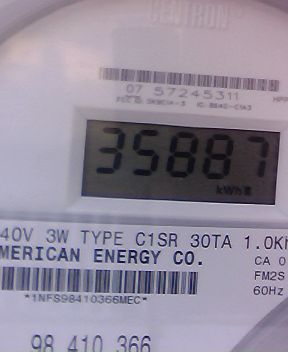 CENTRON
07 57245311
35887
kWh
40V 3W TYPE C1SR 30TA 1.0Kh
MERICAN ENERGY CO.
CA 0
FM2S
60Hz
*1NFS98410366MEC*
98 410 366